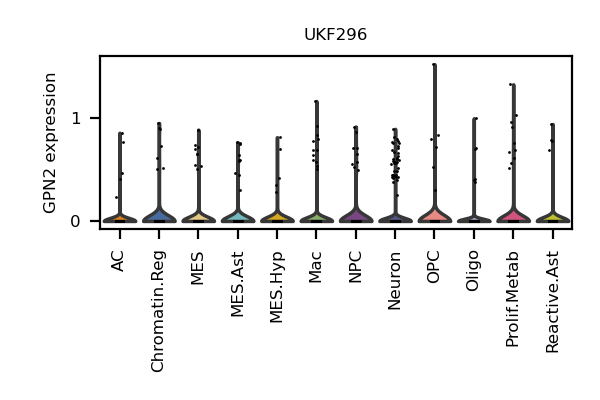 UKF296
GPN2 expression
1
0
AC
Chromatin.Reg
MES
MES.Ast
MES.Hyp
Mac
NPC
Neuron
OPC
Oligo
Prolif.Metab
Reactive.Ast